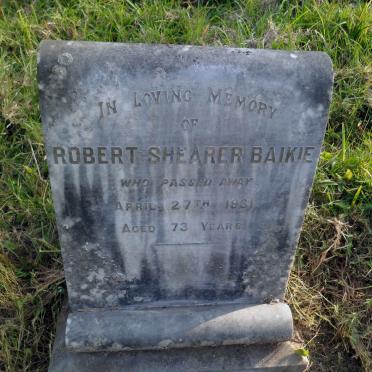 IN LOVING MEMORY
OF
ROBERT SHEARER BAIKIE
WHO PASSED AWAY
APRIL 27TH 1931
AGED 73 YEARS